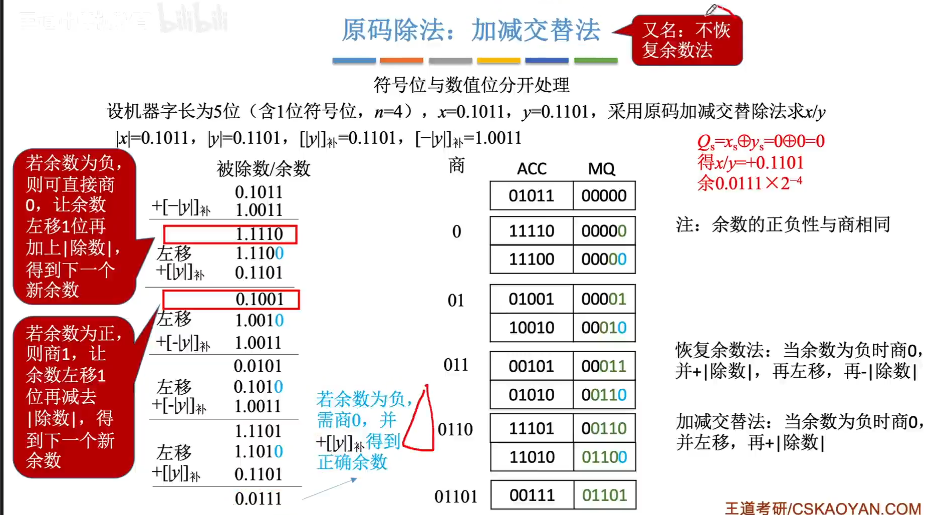 bilibili
原码除法：加减交替法
又名：不恢
复余数法
符号位与数值位分开处理
设机器字长为5位（含1位符号位，n=4），x=0.1011，y=0.1101，采用原码加减交替除法求x/y
|x|=0.1011，|y|=0.1101，[|y|]补=0.1101，[−|y|]补=1.0011
Qs=xs⊕ys=0⊕0=0
得x/y=+0.1101
余0.0111×2⁻⁴
若余数为负，
则可直接商
0，让余数
左移1位再
加上|除数|，
得到下一个
新余数
若余数为正，
则商1，让
余数左移1
位再减去
|除数|，得
到下一个新
余数
被除数/余数
0.1011
+[−|y|]补 1.0011
1.1110
左移 1.1100
+[|y|]补 0.1101
0.1001
左移 1.0010
+[-|y|]补 1.0011
0.0101
左移 0.1010
+[-|y|]补 1.0011
1.1101
左移 1.1010
+[|y|]补 0.1101
0.0111
若余数为负，
需商0，并
+[|y|]补得到
正确余数
商 ACC MQ
01011 00000
0 11110 00000
11100 00000
01 01001 00001
10010 00010
011 00101 00011
01010 00110
0110 11101 00110
11010 01100
01101 00111 01101
注：余数的正负性与商相同
恢复余数法：当余数为负时商0，
并+|除数|，再左移，再-|除数|
加减交替法：当余数为负时商0，
并左移，再+|除数|
王道考研/CSKAOYAN.COM